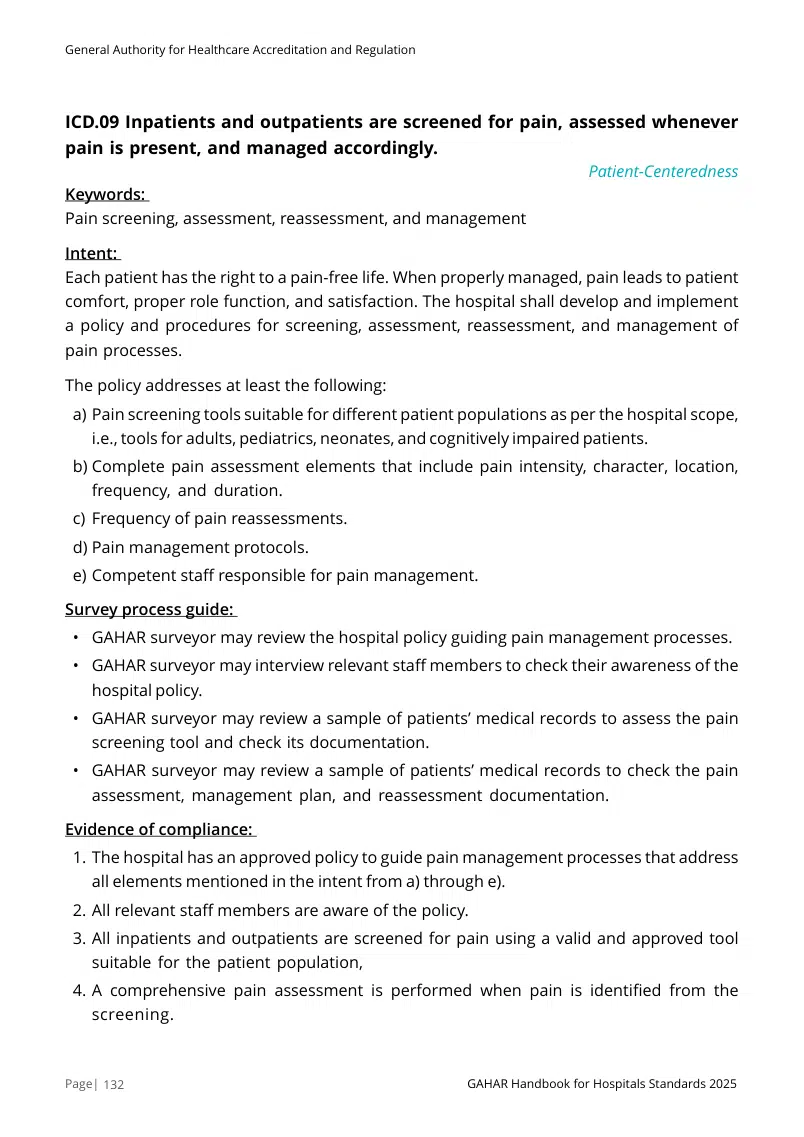 General Authority for Healthcare Accreditation and Regulation
ICD.09 Inpatients and outpatients are screened for pain, assessed whenever
pain is present, and managed accordingly.
Patient-Centeredness
Keywords:
Pain screening, assessment, reassessment, and management
Intent:
Each patient has the right to a pain-free life. When properly managed, pain leads to patient
comfort, proper role function, and satisfaction. The hospital shall develop and implement
a policy and procedures for screening, assessment, reassessment, and management of
pain processes.
The policy addresses at least the following:
a) Pain screening tools suitable for different patient populations as per the hospital scope,
i.e., tools for adults, pediatrics, neonates, and cognitively impaired patients.
b) Complete pain assessment elements that include pain intensity, character, location,
frequency, and duration.
c) Frequency of pain reassessments.
d) Pain management protocols.
e) Competent staff responsible for pain management.
Survey process guide:
• GAHAR surveyor may review the hospital policy guiding pain management processes.
• GAHAR surveyor may interview relevant staff members to check their awareness of the
hospital policy.
• GAHAR surveyor may review a sample of patients’ medical records to assess the pain
screening tool and check its documentation.
• GAHAR surveyor may review a sample of patients’ medical records to check the pain
assessment, management plan, and reassessment documentation.
Evidence of compliance:
1. The hospital has an approved policy to guide pain management processes that address
all elements mentioned in the intent from a) through e).
2. All relevant staff members are aware of the policy.
3. All inpatients and outpatients are screened for pain using a valid and approved tool
suitable for the patient population,
4. A comprehensive pain assessment is performed when pain is identified from the
screening.
Page| 132
GAHAR Handbook for Hospitals Standards 2025